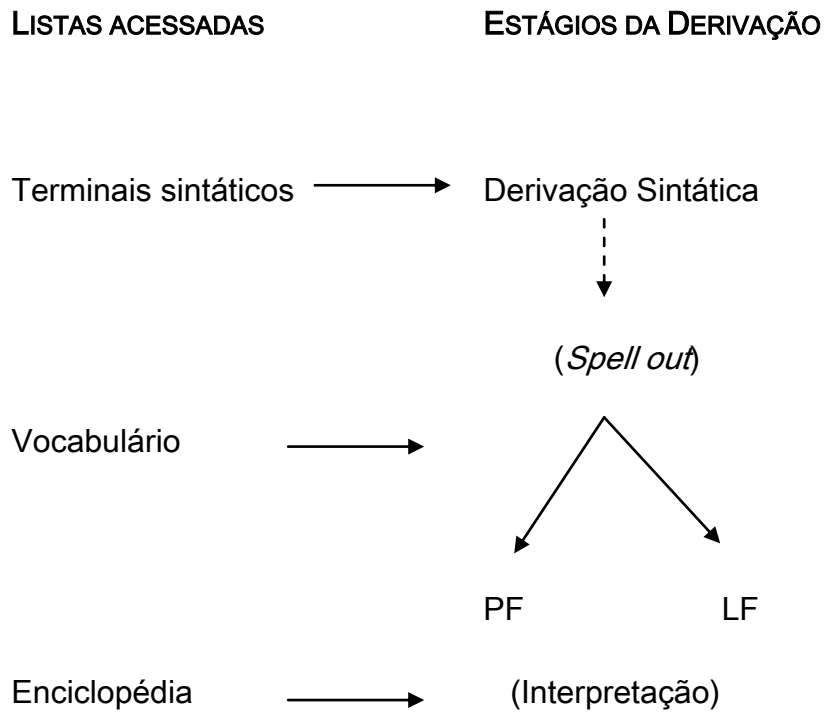 LISTAS ACESSADAS ESTÁGIOS DA DERIVAÇÃO
Terminais sintáticos Derivação Sintática
(Spell out)
Vocabulário
PF LF
Enciclopédia (Interpretação)